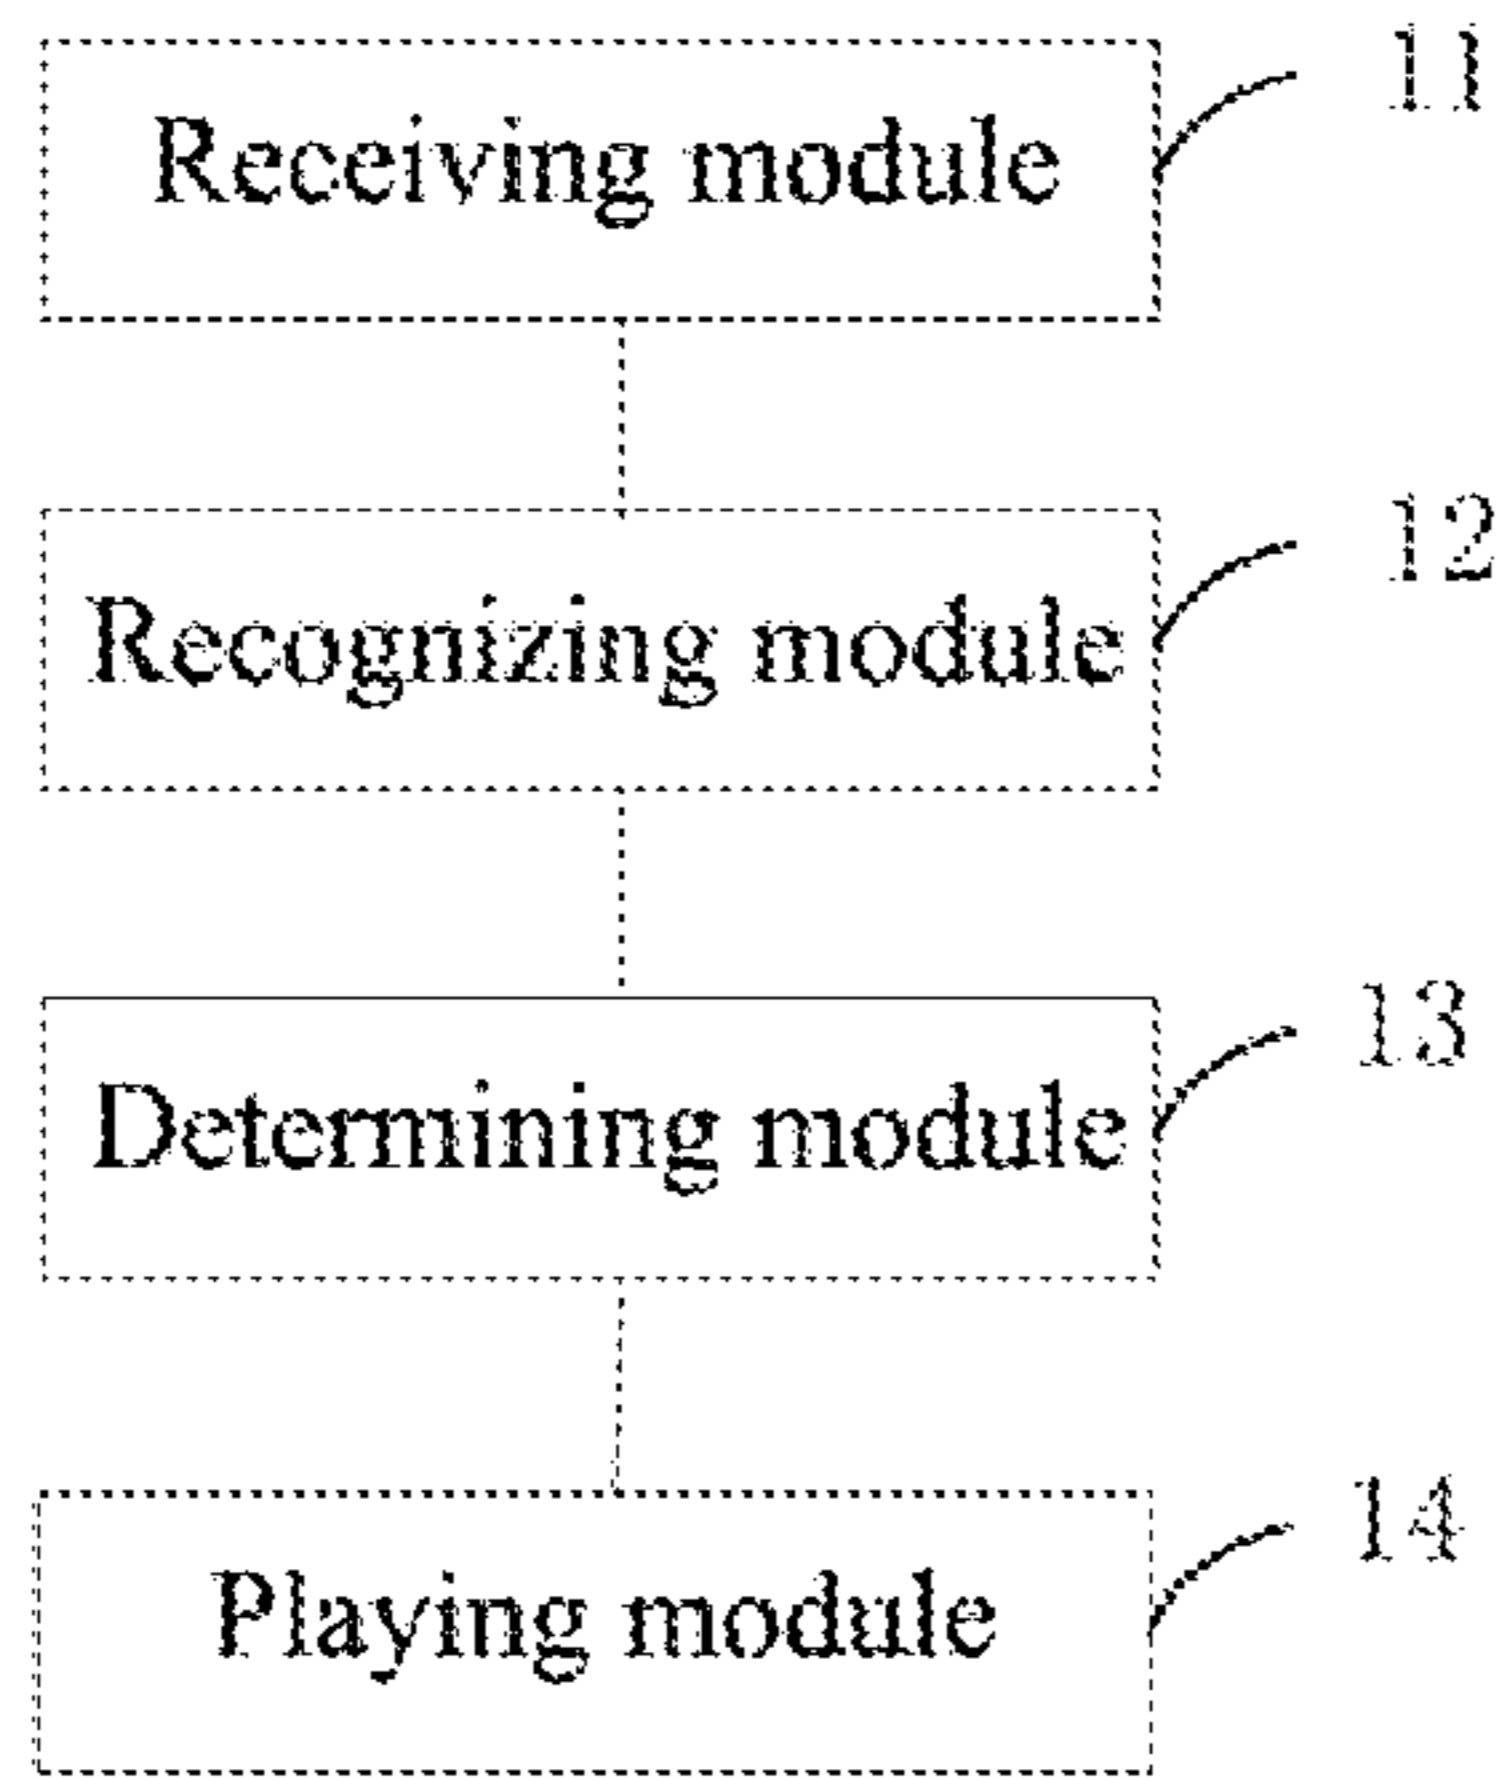 Receiving module
11
Recognizing module
12
Determining module
13
Playing module
14